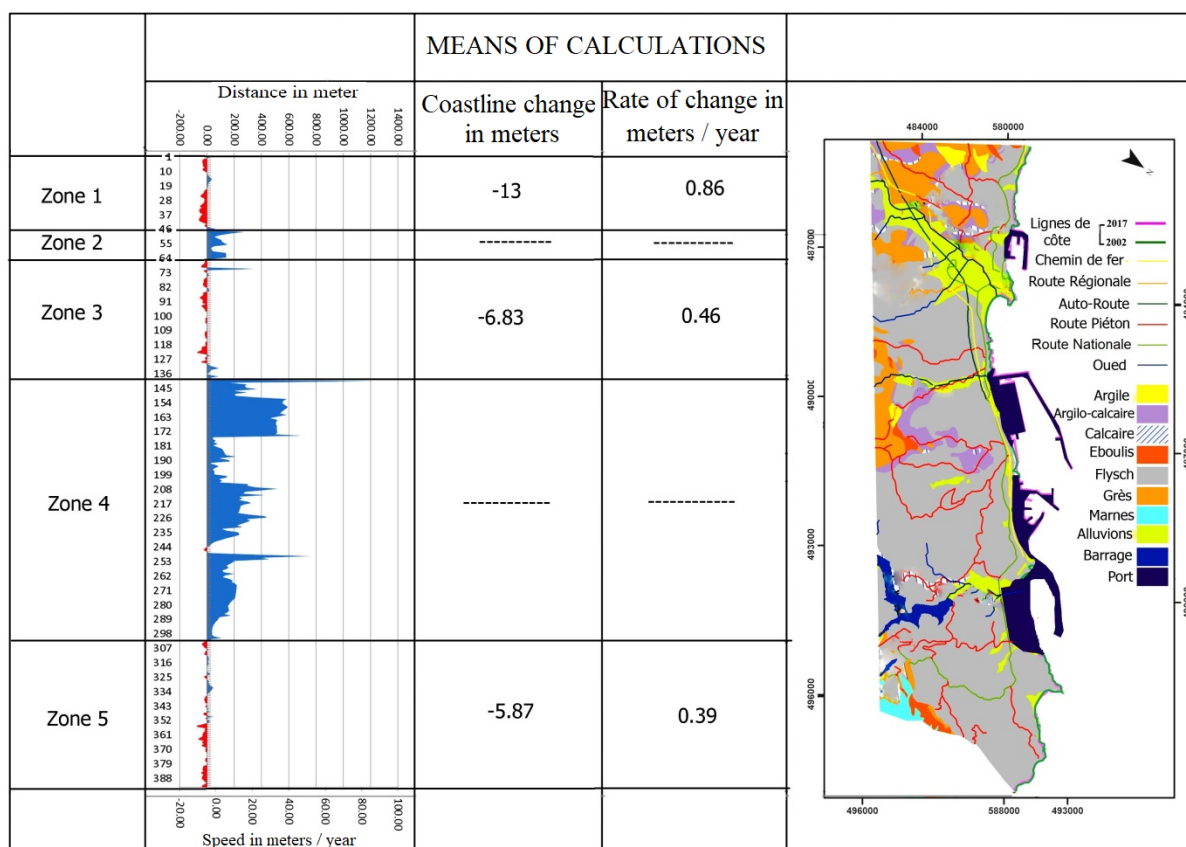 MEANS OF CALCULATIONS
Distance in meter
-200.00 0.00 200.00 400.00 600.00 800.00 1000.00 1200.00 1400.00
Coastline change
in meters
Rate of change in
meters / year
Zone 1
1
10
19
28
37
-13
0.86
Zone 2
46
55
64
----------
-----------
Zone 3
73
82
91
100
109
118
127
136
-6.83
0.46
Zone 4
145
154
163
172
181
190
199
208
217
226
235
244
253
262
271
280
289
298
------------
------------
Zone 5
307
316
325
334
343
352
361
370
379
388
-5.87
0.39
-20.00 0.00 20.00 40.00 60.00 80.00 100.00
Speed in meters / year
484000 580000
N
487000
490000
493000
496000
Lignes de
côte
2017
2002
Chemin de fer
Route Régionale
Auto-Route
Route Piéton
Route Nationale
Oued
Argile
Argilo-calcaire
Calcaire
Eboulis
Flysch
Grès
Marnes
Alluvions
Barrage
Port
496000 588000 493000